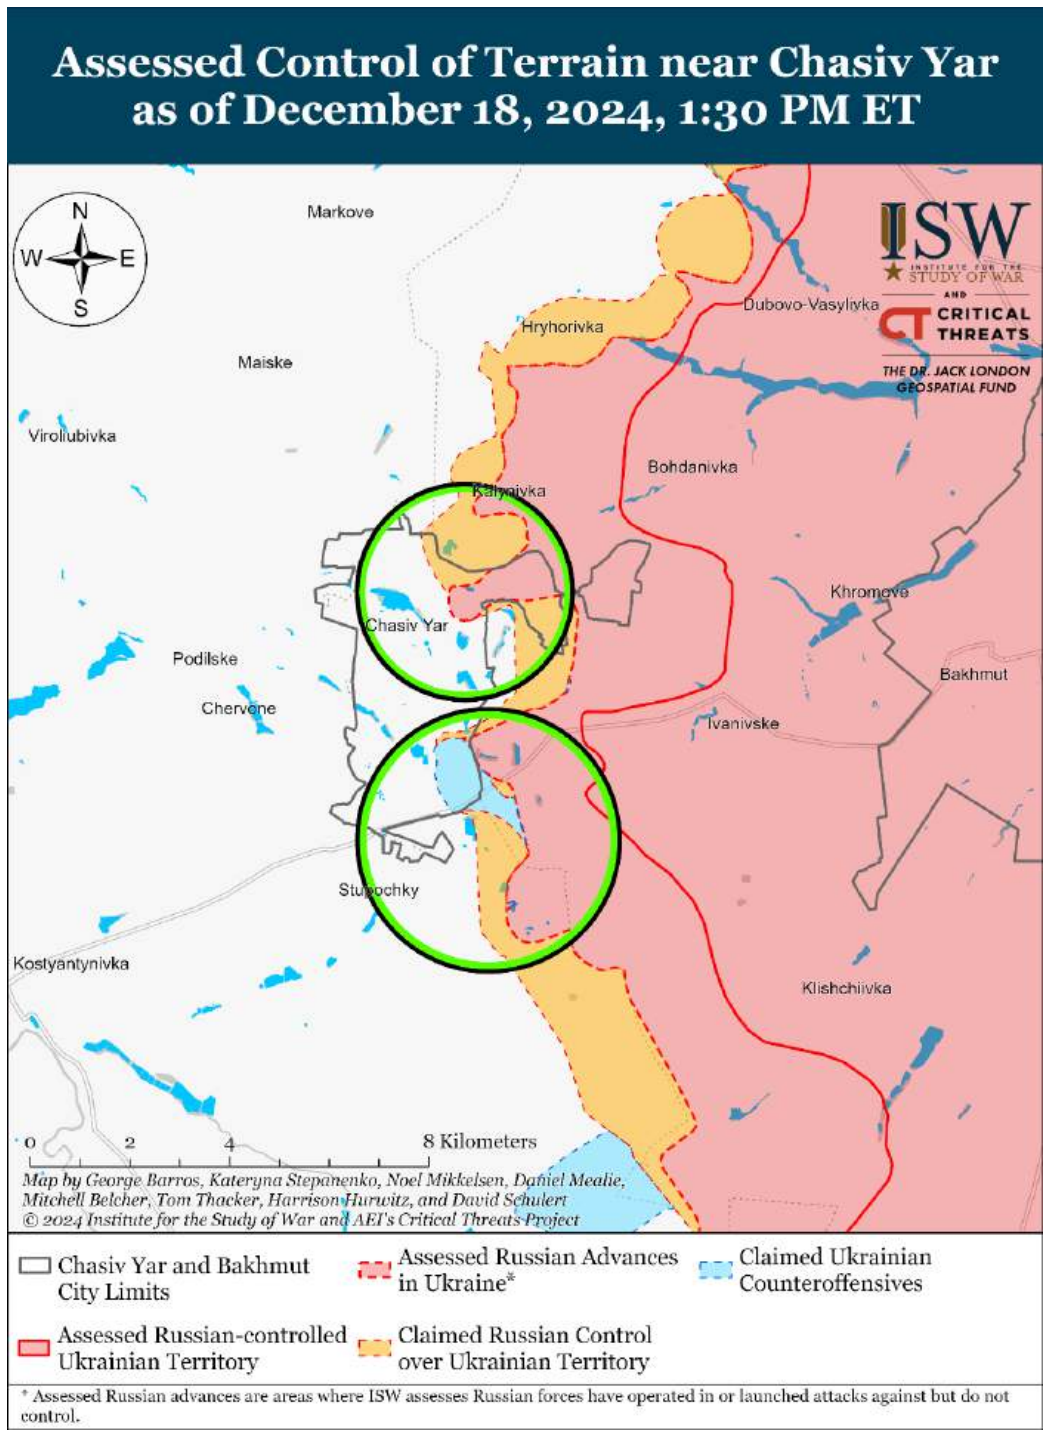 Assessed Control of Terrain near Chasiv Yar
as of December 18, 2024, 1:30 PM ET
N
W E
S
Markove
ISW
INSTITUTE FOR THE
STUDY OF WAR
AND
CT CRITICAL
THREATS
THE DR. JACK LONDON
GEOSPATIAL FUND
Dubovo-Vasylivka
Hryhorivka
Maiske
Viroliubivka
Bohdanivka
Kalynivka
Khromove
Chasiv Yar
Podilske
Bakhmut
Chervone
Ivanivske
Stupochky
Kostyantynivka
Klishchiivka
0 2 4 8 Kilometers
Map by George Barros, Kateryna Stepanenko, Noel Mikkelsen, Daniel Mealie,
Mitchell Belcher, Tom Thacker, Harrison Hurwitz, and David Schulert
© 2024 Institute for the Study of War and AEI's Critical Threats Project
Chasiv Yar and Bakhmut
City Limits
Assessed Russian Advances
in Ukraine*
Claimed Ukrainian
Counteroffensives
Assessed Russian-controlled
Ukrainian Territory
Claimed Russian Control
over Ukrainian Territory
* Assessed Russian advances are areas where ISW assesses Russian forces have operated in or launched attacks against but do not
control.